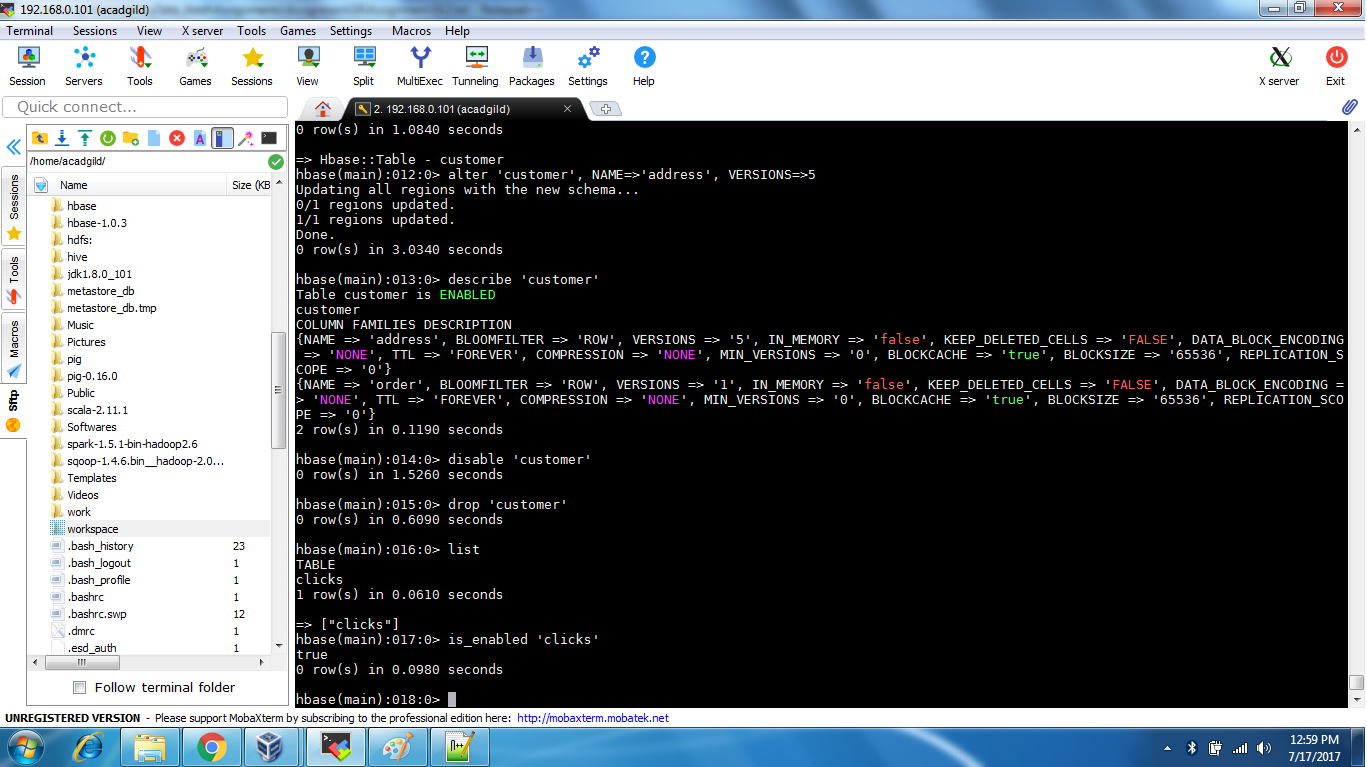 192.168.0.101 (acadgild)
Terminal Sessions View X server Tools Games Settings Macros Help
Session Servers Tools Games Sessions View Split MultiExec Tunneling Packages Settings Help X server Exit
Quick connect...
2. 192.168.0.101 (acadgild)
/home/acadgild/
Name Size (KB
Sessions
Tools
Macros
Sftp
hbase
hbase-1.0.3
hdfs:
hive
jdk1.8.0_101
metastore_db
metastore_db.tmp
Music
Pictures
pig
pig-0.16.0
Public
scala-2.11.1
Softwares
spark-1.5.1-bin-hadoop2.6
sqoop-1.4.6.bin__hadoop-2.0...
Templates
Videos
work
workspace
.bash_history 23
.bash_logout 1
.bash_profile 1
.bashrc 1
.bashrc.swp 12
.dmrc 1
.esd_auth 1
Follow terminal folder
0 row(s) in 1.0840 seconds
=> Hbase::Table - customer
hbase(main):012:0> alter 'customer', NAME=>'address', VERSIONS=>5
Updating all regions with the new schema...
0/1 regions updated.
1/1 regions updated.
Done.
0 row(s) in 3.0340 seconds
hbase(main):013:0> describe 'customer'
Table customer is ENABLED
customer
COLUMN FAMILIES DESCRIPTION
{NAME => 'address', BLOOMFILTER => 'ROW', VERSIONS => '5', IN_MEMORY => 'false', KEEP_DELETED_CELLS => 'FALSE', DATA_BLOCK_ENCODING
=> 'NONE', TTL => 'FOREVER', COMPRESSION => 'NONE', MIN_VERSIONS => '0', BLOCKCACHE => 'true', BLOCKSIZE => '65536', REPLICATION_S
COPE => '0'}
{NAME => 'order', BLOOMFILTER => 'ROW', VERSIONS => '1', IN_MEMORY => 'false', KEEP_DELETED_CELLS => 'FALSE', DATA_BLOCK_ENCODING =
> 'NONE', TTL => 'FOREVER', COMPRESSION => 'NONE', MIN_VERSIONS => '0', BLOCKCACHE => 'true', BLOCKSIZE => '65536', REPLICATION_SCO
PE => '0'}
2 row(s) in 0.1190 seconds
hbase(main):014:0> disable 'customer'
0 row(s) in 1.5260 seconds
hbase(main):015:0> drop 'customer'
0 row(s) in 0.6090 seconds
hbase(main):016:0> list
TABLE
clicks
1 row(s) in 0.0610 seconds
=> ["clicks"]
hbase(main):017:0> is_enabled 'clicks'
true
0 row(s) in 0.0980 seconds
hbase(main):018:0>
UNREGISTERED VERSION - Please support MobaXterm by subscribing to the professional edition here: http://mobaxterm.mobatek.net
12:59 PM
7/17/2017